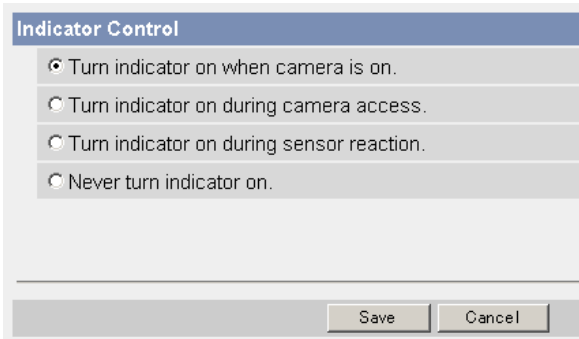 Indicator Control
Turn indicator on when camera is on.
Turn indicator on during camera access.
Turn indicator on during sensor reaction.
Never turn indicator on.
Save Cancel